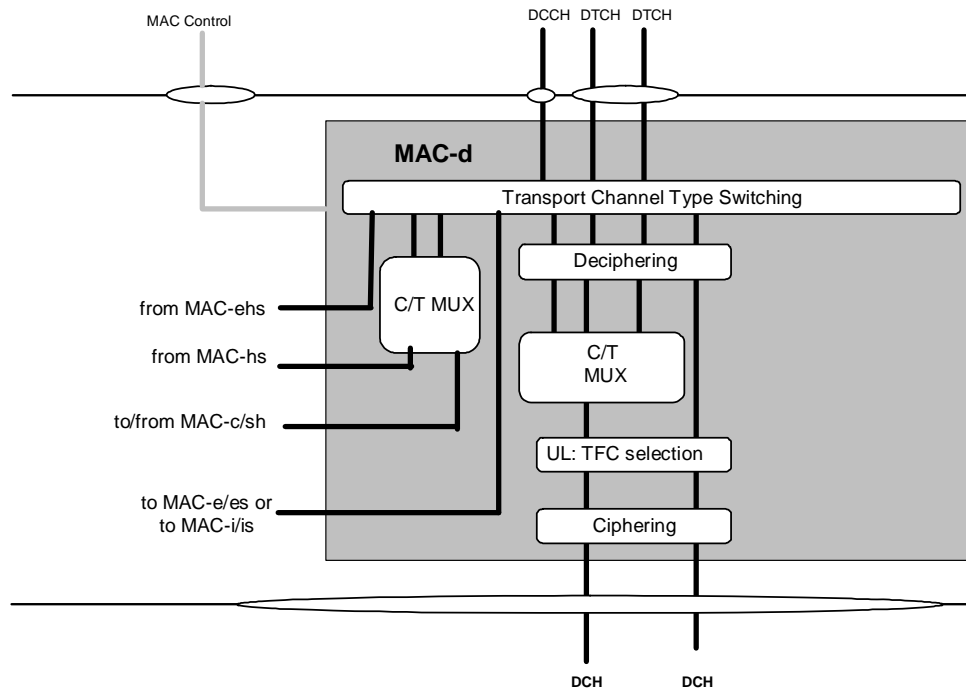 MAC Control
DCCH DTCH DTCH
MAC-d
Transport Channel Type Switching
Deciphering
from MAC-ehs
C/T MUX
from MAC-hs
C/T
MUX
to/from MAC-c/sh
UL: TFC selection
to MAC-e/es or
to MAC-i/is
Ciphering
DCH
DCH